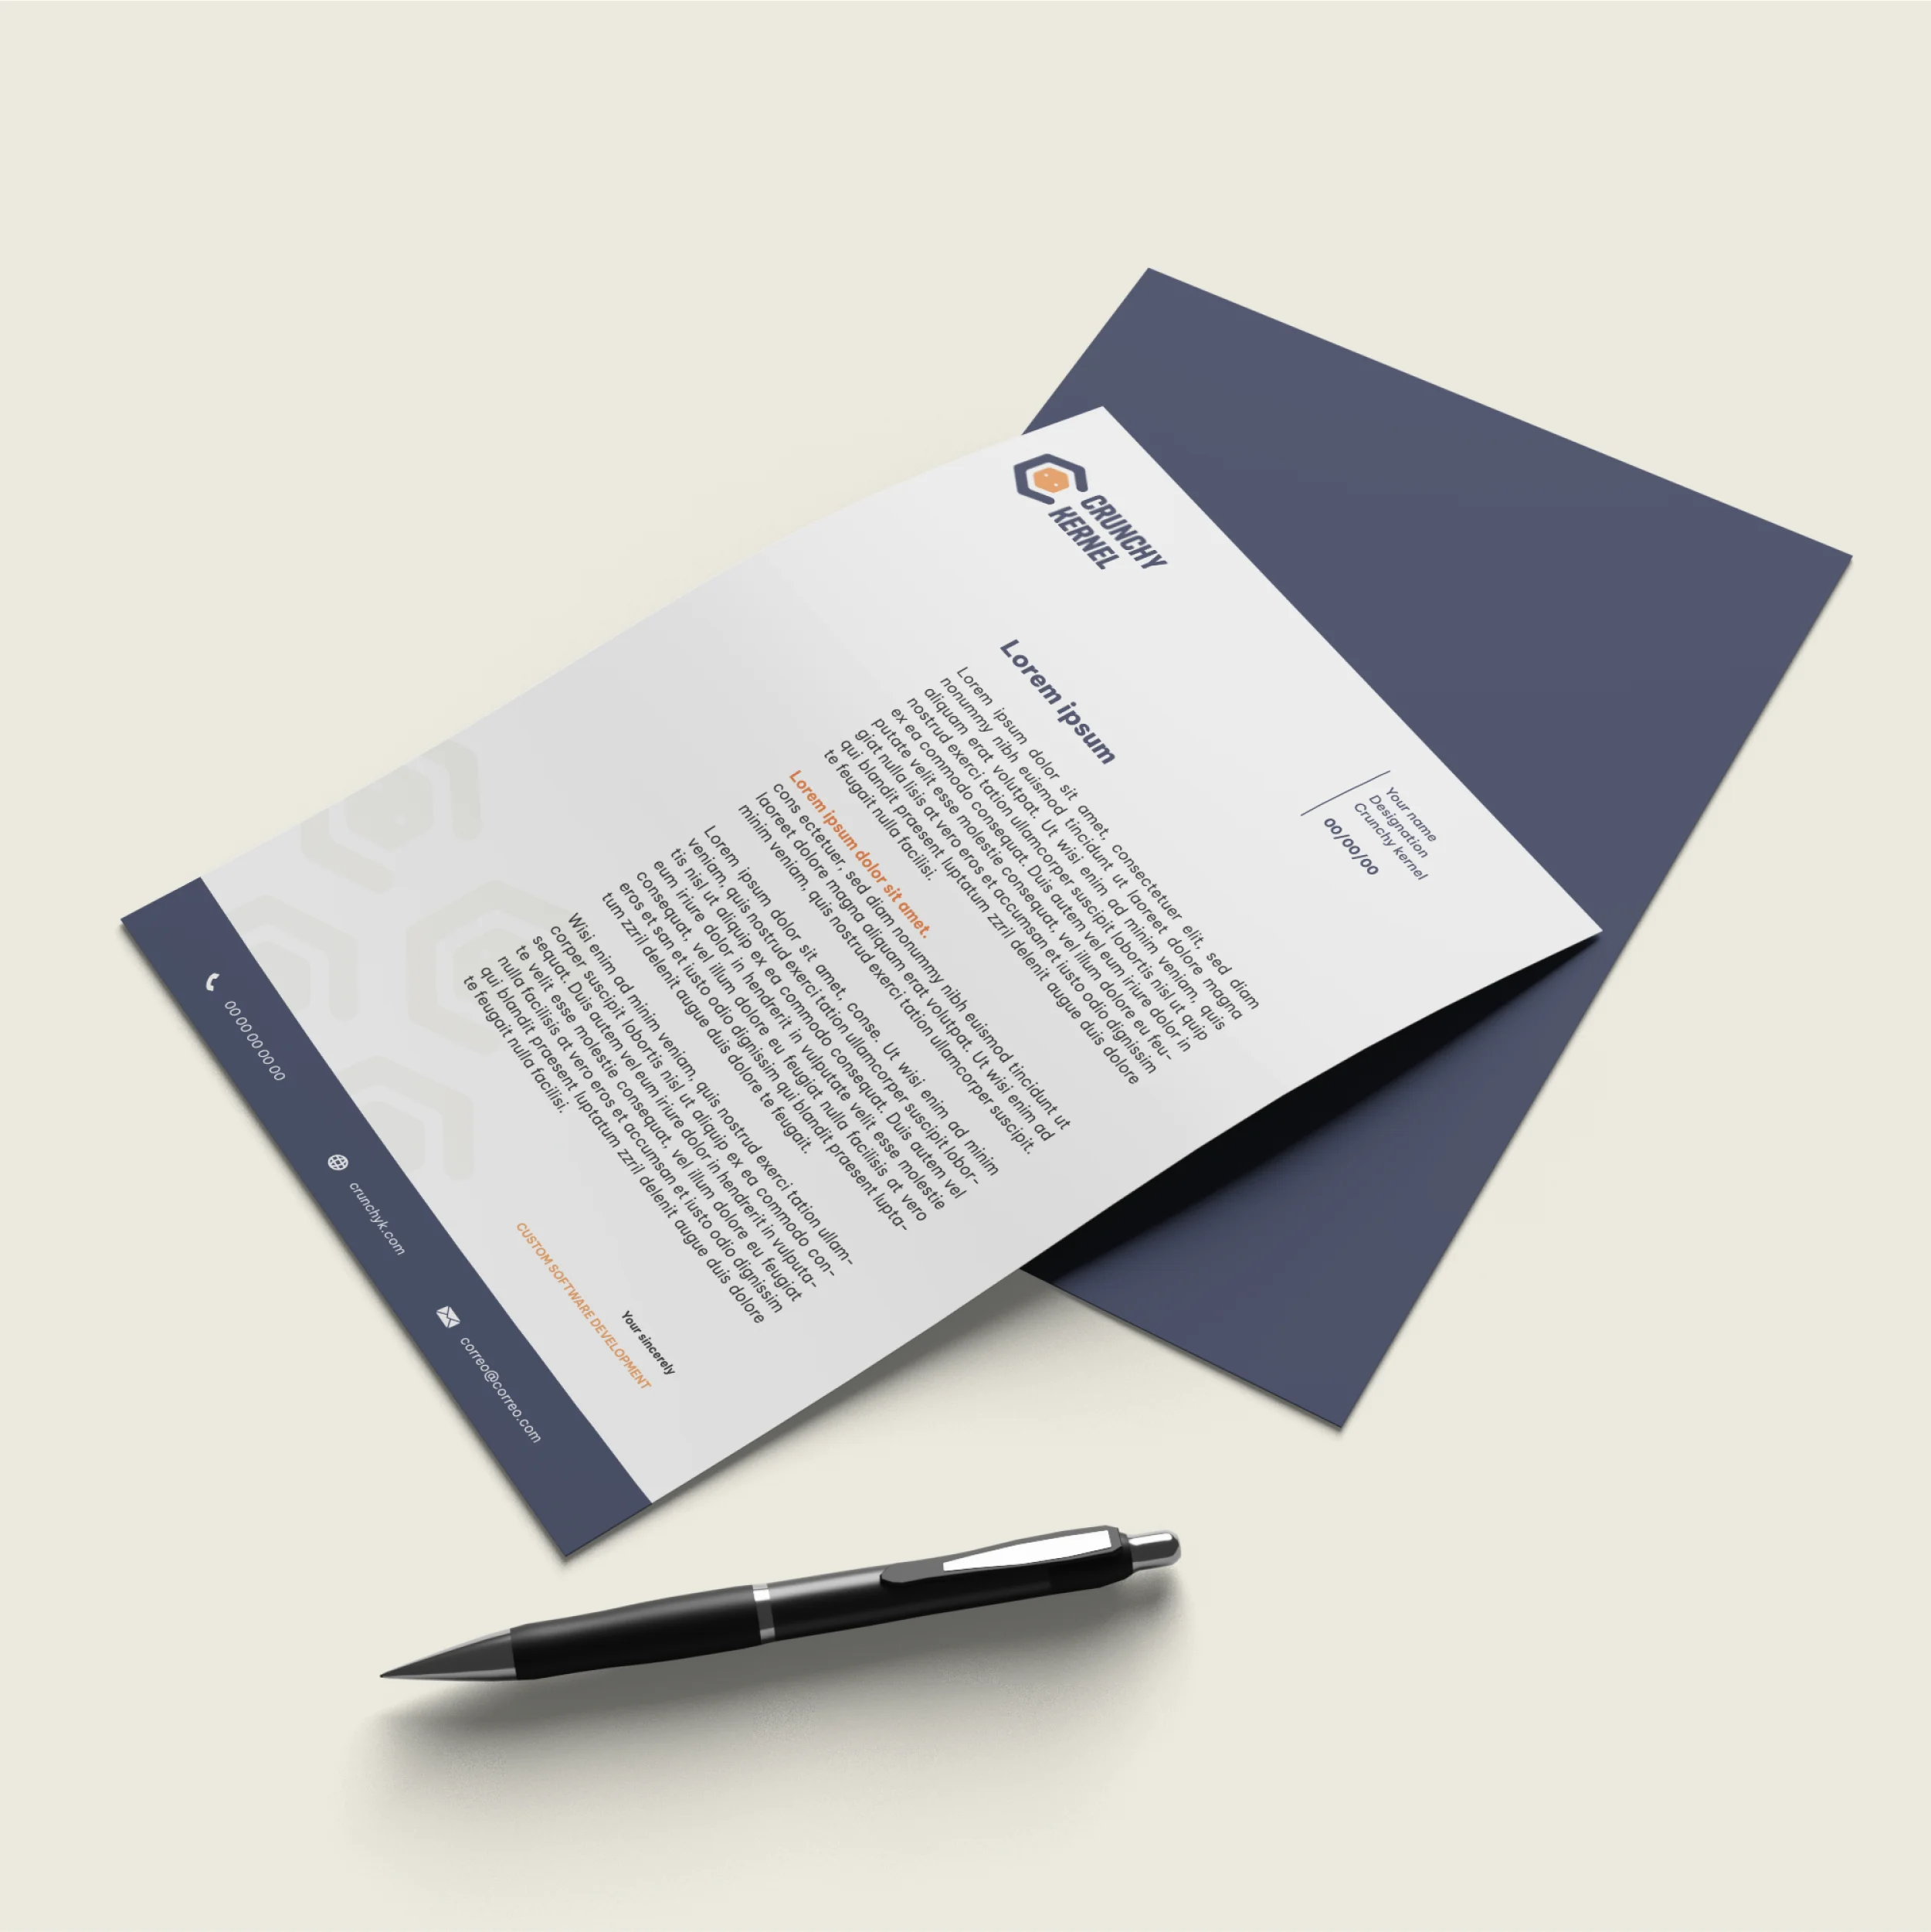 CRUNCHY
KERNEL
Your name
Designation
Crunchy kernel
00/00/00
Lorem ipsum
Lorem ipsum dolor sit amet, consectetuer elit, sed diam
nonummy nibh euismod tincidunt ut laoreet dolore magna
aliquam erat volutpat. Ut wisi enim ad minim veniam, quis
nostrud exerci tation ullamcorper suscipit lobortis nisl ut quip
ex ea commodo consequat. Duis autem vel eum iriure dolor in
putate velit esse molestie consequat, vel illum dolore eu feu-
giat nulla lisis at vero eros et accumsan et iusto odio dignissim
qui blandit praesent luptatum zzril delenit augue duis dolore
te feugait nulla facilisi.
Lorem ipsum dolor sit amet.
cons ectetuer, sed diam nonummy nibh euismod tincidunt ut
laoreet dolore magna aliquam erat volutpat. Ut wisi enim ad
minim veniam, quis nostrud exerci tation ullamcorper suscipit.
Lorem ipsum dolor sit amet, conse. Ut wisi enim ad minim
veniam, quis nostrud exerci tation ullamcorper suscipit lobor-
tis nisl ut aliquip ex ea commodo consequat. Duis autem vel
eum iriure dolor in hendrerit in vulputate velit esse molestie
consequat, vel illum dolore eu feugiat nulla facilisis at vero
eros et san et iusto odio dignissim qui blandit praesent lupta-
tum zzril delenit augue duis dolore te feugait.
Wisi enim ad minim veniam, quis nostrud exerci tation ullam-
corper suscipit lobortis nisl ut aliquip ex ea commodo con-
sequat. Duis autem vel eum iriure dolor in hendrerit in vulputa-
te velit esse molestie consequat, vel illum dolore eu feugiat
nulla facilisis at vero eros et accumsan et iusto odio dignissim
qui blandit praesent luptatum zzril delenit augue duis dolore
te feugait nulla facilisi.
Your sincerely
CUSTOM SOFTWARE DEVELOPMENT
00 00 00 00 00
crunchyk.com
correo@correo.com